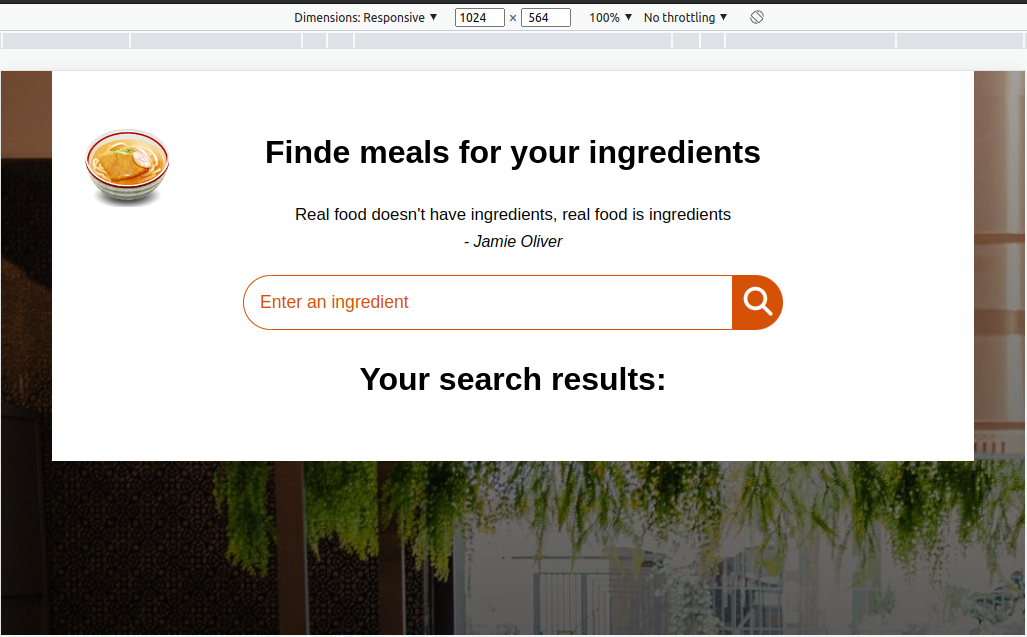 Dimensions: Responsive ▼ 1024 × 564 100% ▼ No throttling ▼
Finde meals for your ingredients
Real food doesn't have ingredients, real food is ingredients
- Jamie Oliver
Enter an ingredient
Your search results: